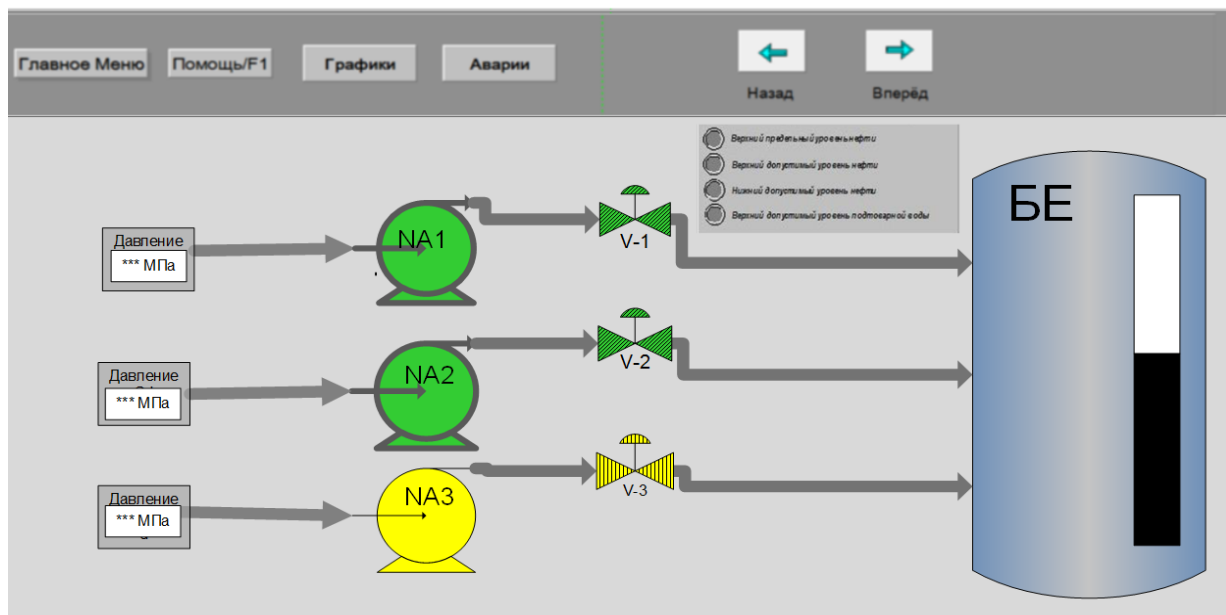 Главное Меню
Помощь/F1
Графики
Аварии
Назад
Вперёд
Верхний предельный уровень нефти
Верхний допустимый уровень нефти
Нижний допустимый уровень нефти
Верхний допустимый уровень подтоварной воды
БЕ
NA1
V-1
Давление
*** МПа
NA2
V-2
Давление
*** МПа
NA3
V-3
Давление
*** МПа